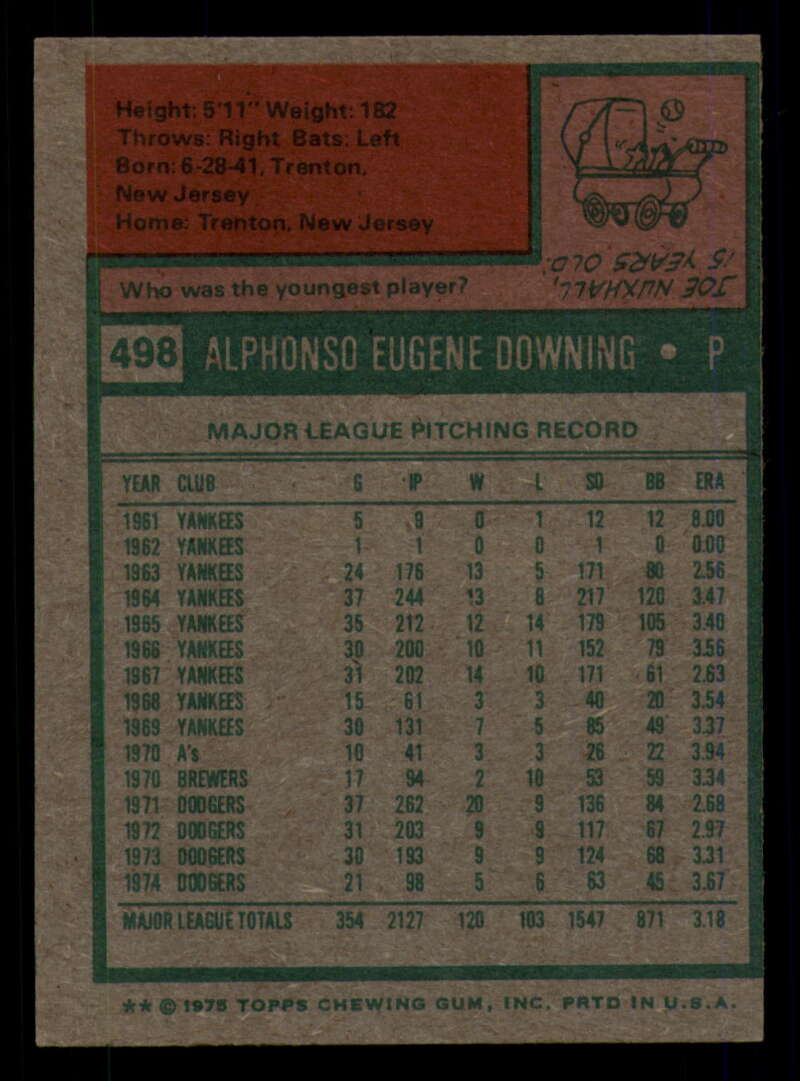 Height: 5'11" Weight: 182
Throws: Right Bats: Left
Born: 6-28-41, Trenton,
New Jersey
Home: Trenton, New Jersey
Who was the youngest player?
JOE NUXHALL,
15 YEARS OLD.
498 ALPHONSO EUGENE DOWNING • P
MAJOR LEAGUE PITCHING RECORD
YEAR CLUB G IP W L SO BB ERA
1961 YANKEES 5 9 0 1 12 12 8.00
1962 YANKEES 1 1 0 0 1 0 0.00
1963 YANKEES 24 176 13 5 171 80 2.56
1964 YANKEES 37 244 13 8 217 120 3.47
1965 YANKEES 35 212 12 14 179 105 3.40
1966 YANKEES 30 200 10 11 152 79 3.56
1967 YANKEES 31 202 14 10 171 61 2.63
1968 YANKEES 15 61 3 3 40 20 3.54
1969 YANKEES 30 131 7 5 85 49 3.37
1970 A's 10 41 3 3 26 22 3.94
1970 BREWERS 17 94 2 10 53 59 3.34
1971 DODGERS 37 262 20 9 136 84 2.68
1972 DODGERS 31 203 9 9 117 67 2.97
1973 DODGERS 30 193 9 9 124 68 3.31
1974 DODGERS 21 98 5 6 63 45 3.67
MAJOR LEAGUE TOTALS 354 2127 120 103 1547 871 3.18
** © 1975 TOPPS CHEWING GUM, INC. PRTD IN U.S.A.